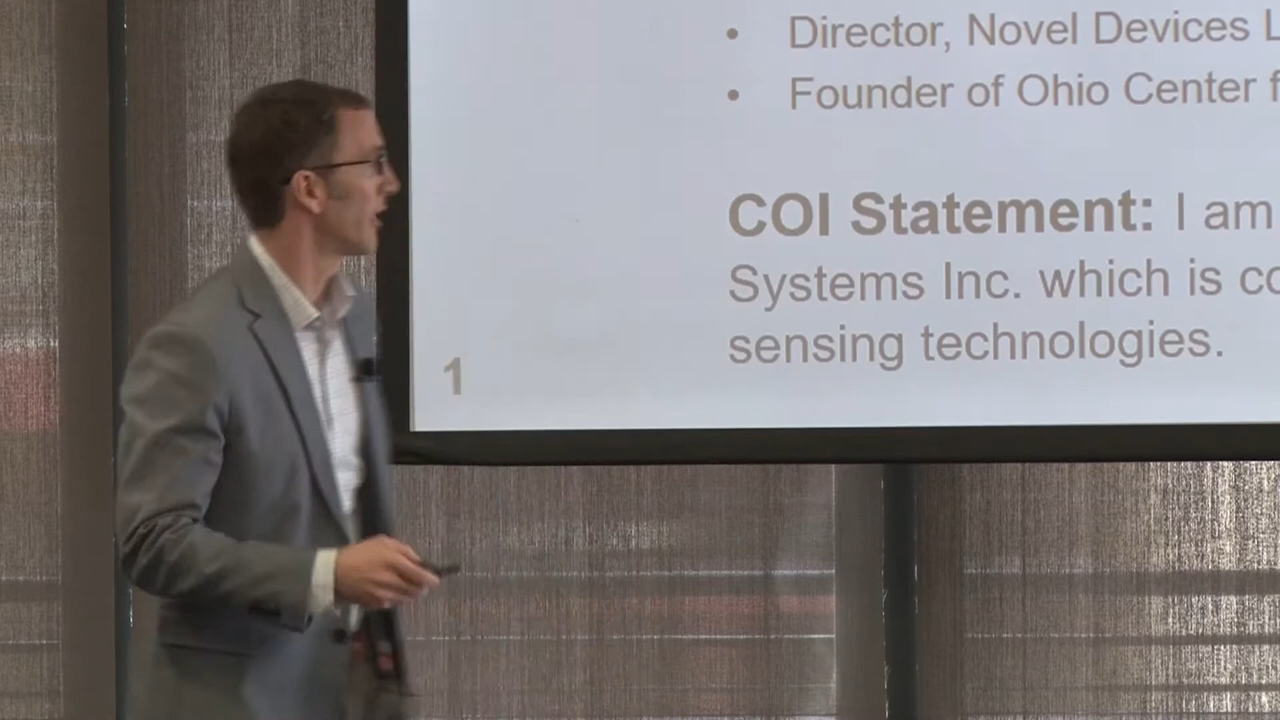 • Director, Novel Devices L
• Founder of Ohio Center f
COI Statement: I am
Systems Inc. which is co
sensing technologies.
1